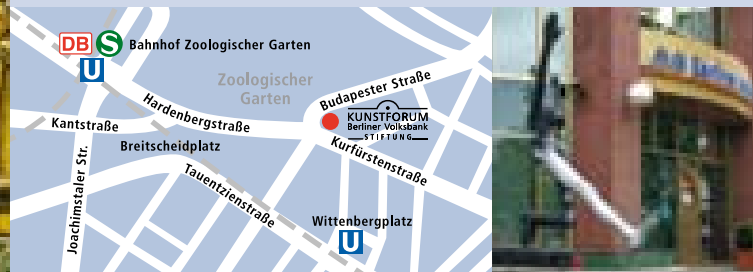 DB S Bahnhof Zoologischer Garten
U
Zoologischer
Garten
Budapester Straße
Hardenbergstraße
KUNSTFORUM
Berliner Volksbank
STIFTUNG
Kantstraße
Breitscheidplatz
Kurfürstenstraße
Joachimstaler Str.
Tauentzienstraße
Wittenbergplatz
U